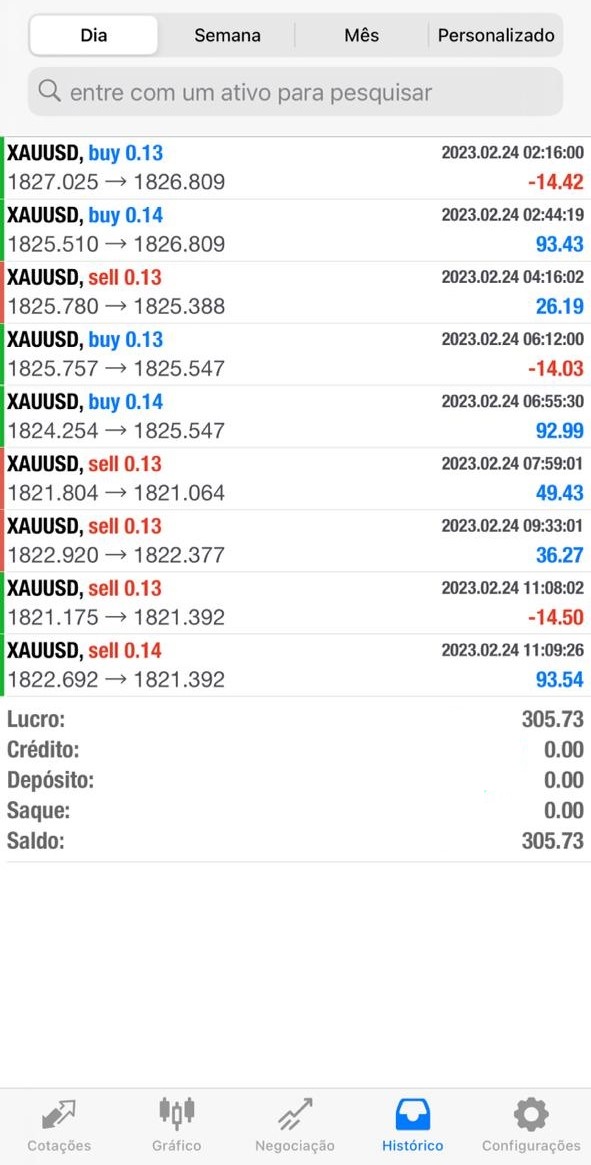 Dia Semana Mês Personalizado
entre com um ativo para pesquisar
XAUUSD, buy 0.13 2023.02.24 02:16:00
1827.025 → 1826.809 -14.42
XAUUSD, buy 0.14 2023.02.24 02:44:19
1825.510 → 1826.809 93.43
XAUUSD, sell 0.13 2023.02.24 04:16:02
1825.780 → 1825.388 26.19
XAUUSD, buy 0.13 2023.02.24 06:12:00
1825.757 → 1825.547 -14.03
XAUUSD, buy 0.14 2023.02.24 06:55:30
1824.254 → 1825.547 92.99
XAUUSD, sell 0.13 2023.02.24 07:59:01
1821.804 → 1821.064 49.43
XAUUSD, sell 0.13 2023.02.24 09:33:01
1822.920 → 1822.377 36.27
XAUUSD, sell 0.13 2023.02.24 11:08:02
1821.175 → 1821.392 -14.50
XAUUSD, sell 0.14 2023.02.24 11:09:26
1822.692 → 1821.392 93.54
Lucro: 305.73
Crédito: 0.00
Depósito: 0.00
Saque: 0.00
Saldo: 305.73
Cotações Gráfico Negociação Histórico Configurações